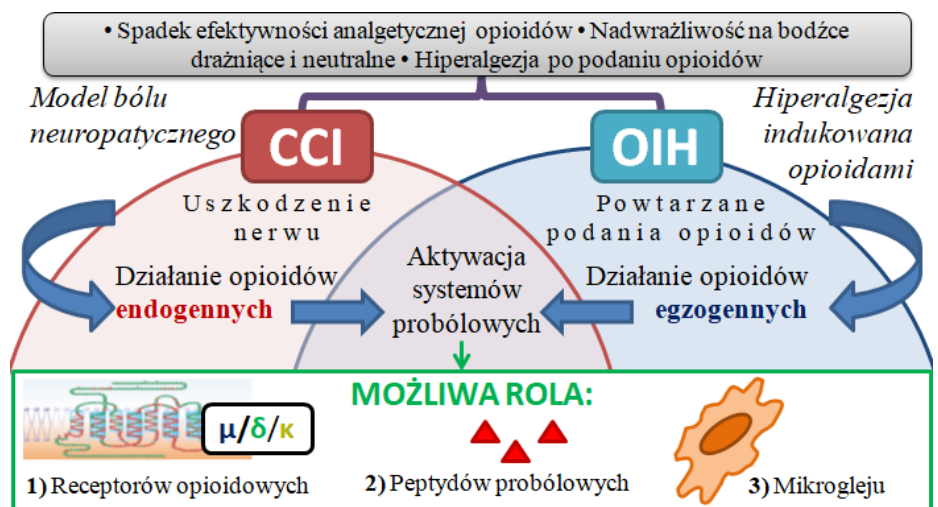 • Spadek efektywności analgetycznej opioidów • Nadwrażliwość na bodźce
drażniące i neutralne • Hiperalgezja po podaniu opioidów
Model bólu
neuropatycznego
CCI
OIH
Hiperalgezja
indukowana
opioidami
Uszkodzenie
nerwu
Powtarzane
podania opioidów
Działanie opioidów
endogennych
Aktywacja
systemów
probólowych
Działanie opioidów
egzogennych
MOŻLIWA ROLA:
μ/δ/κ
1) Receptorów opioidowych
2) Peptydów probólowych
3) Mikrogleju